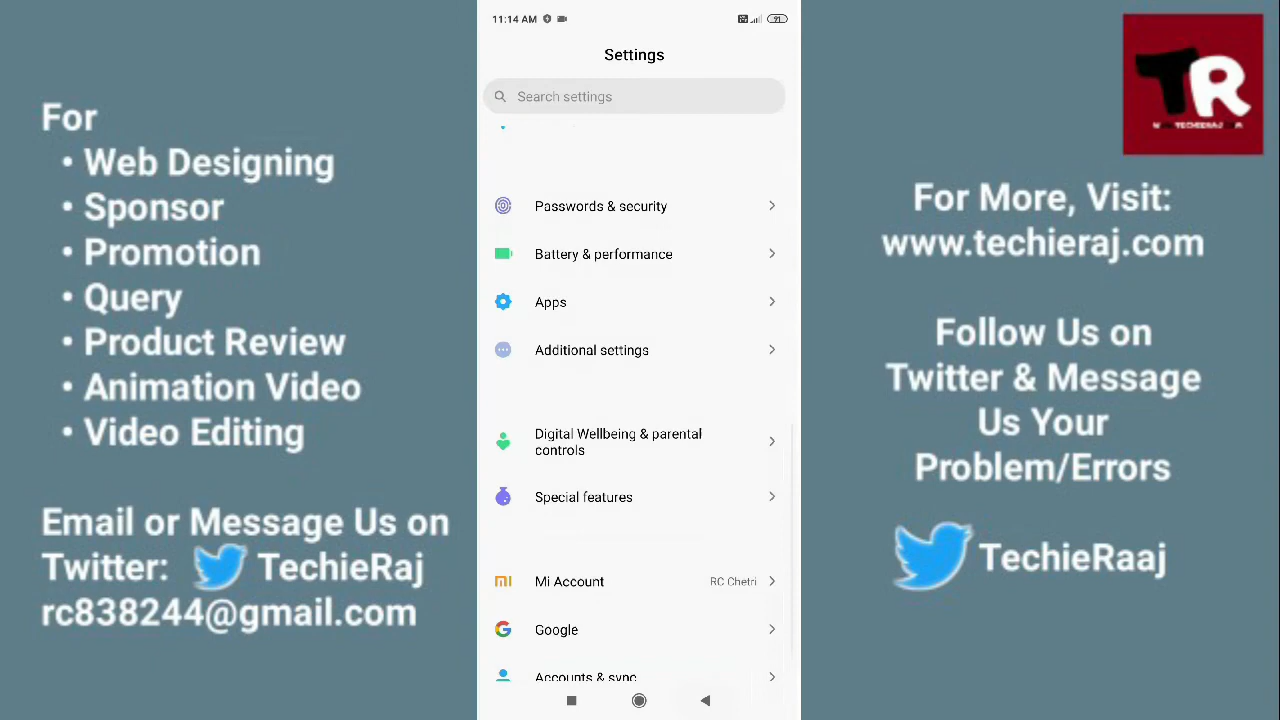 For
• Web Designing
• Sponsor
• Promotion
• Query
• Product Review
• Animation Video
• Video Editing
Email or Message Us on
Twitter: TechieRaj
rc838244@gmail.com
11:14 AM
91
Settings
Search settings
Passwords & security
Battery & performance
Apps
Additional settings
Digital Wellbeing & parental
controls
Special features
Mi Account RC Chetri
Google
Accounts & sync
TR
For More, Visit:
www.techieraj.com
Follow Us on
Twitter & Message
Us Your
Problem/Errors
TechieRaaj